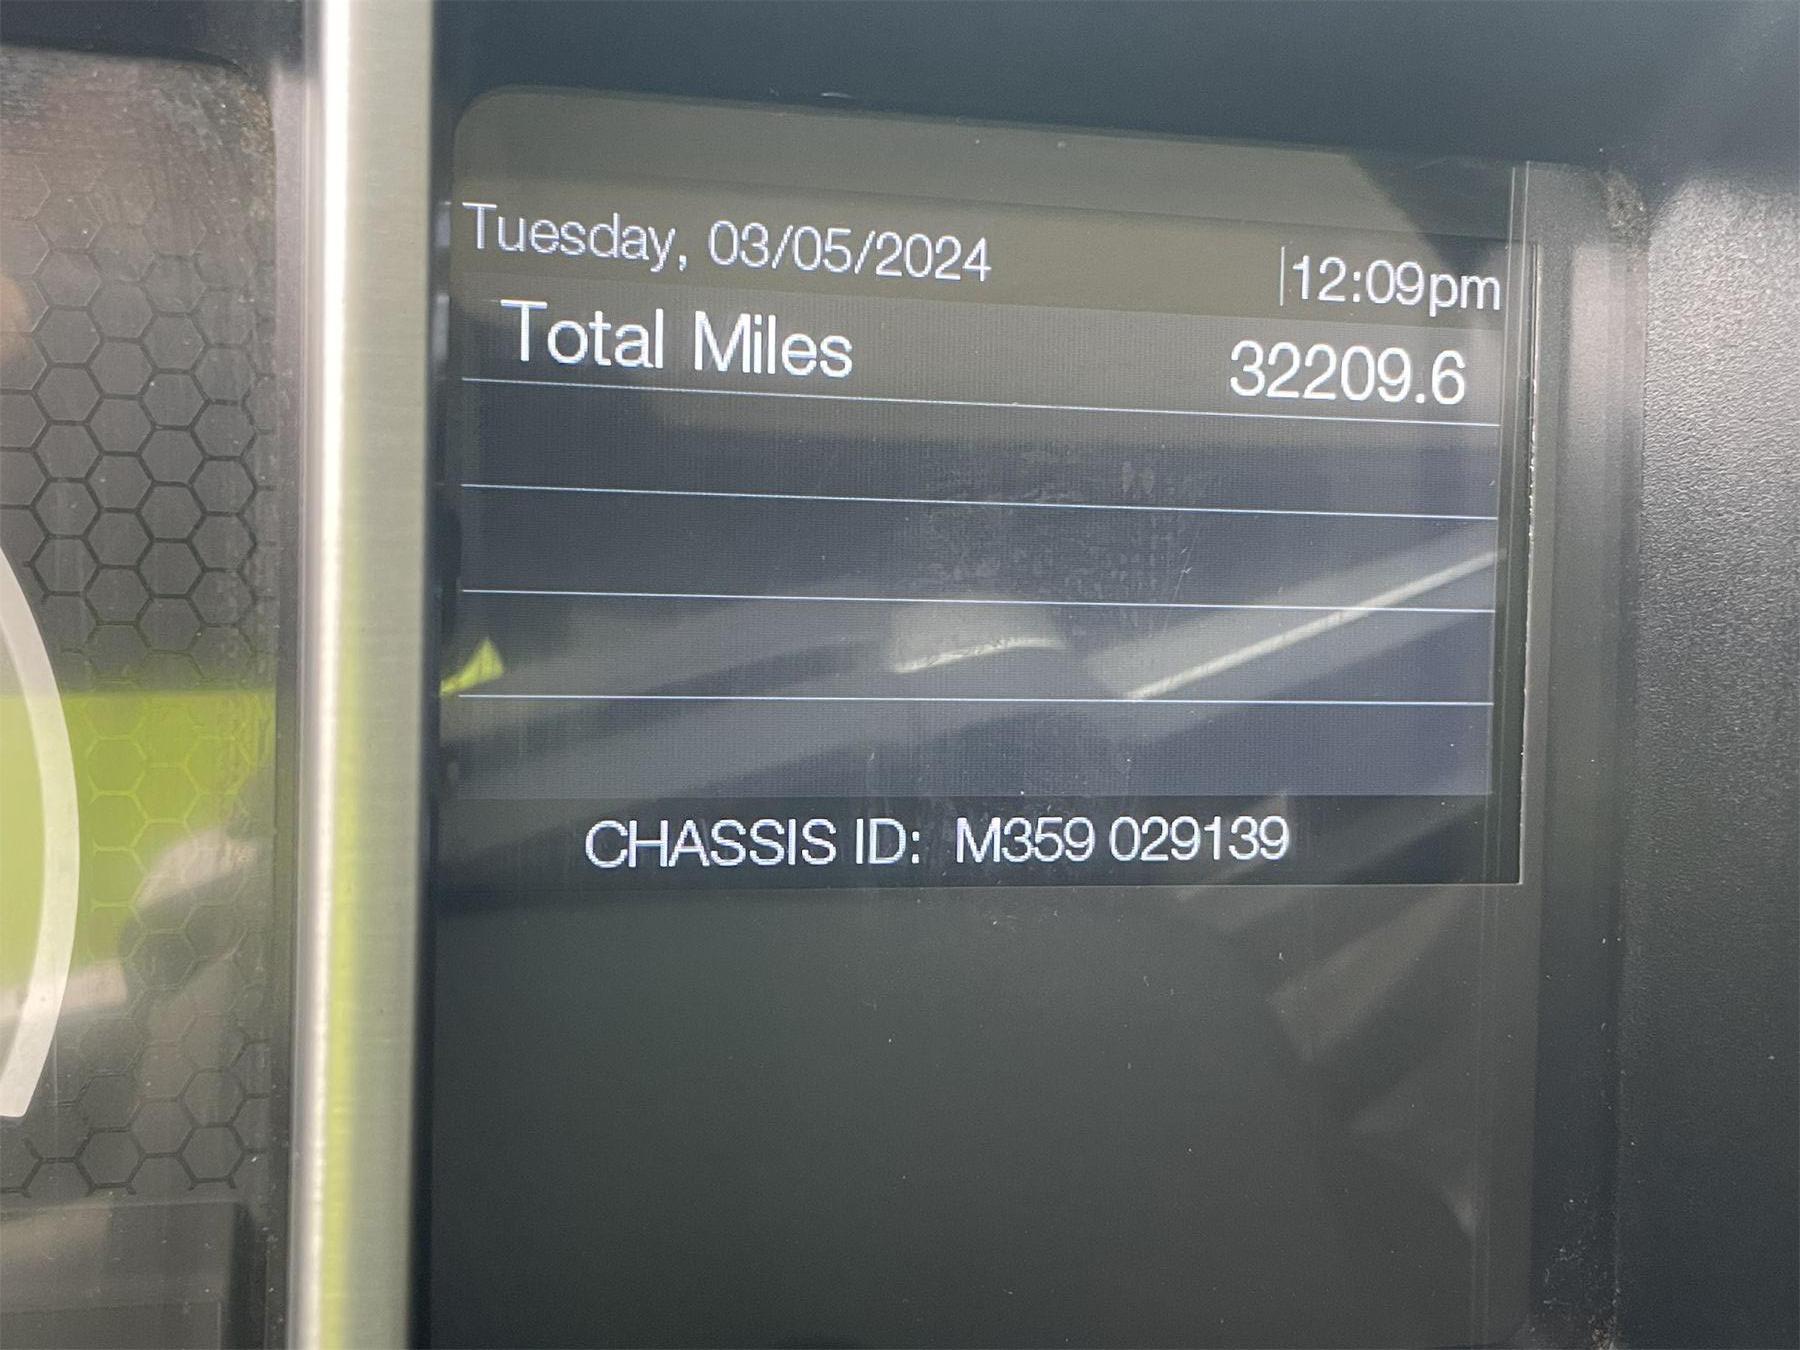 Tuesday, 03/05/2024 12:09pm
Total Miles 32209.6
CHASSIS ID: M359 029139